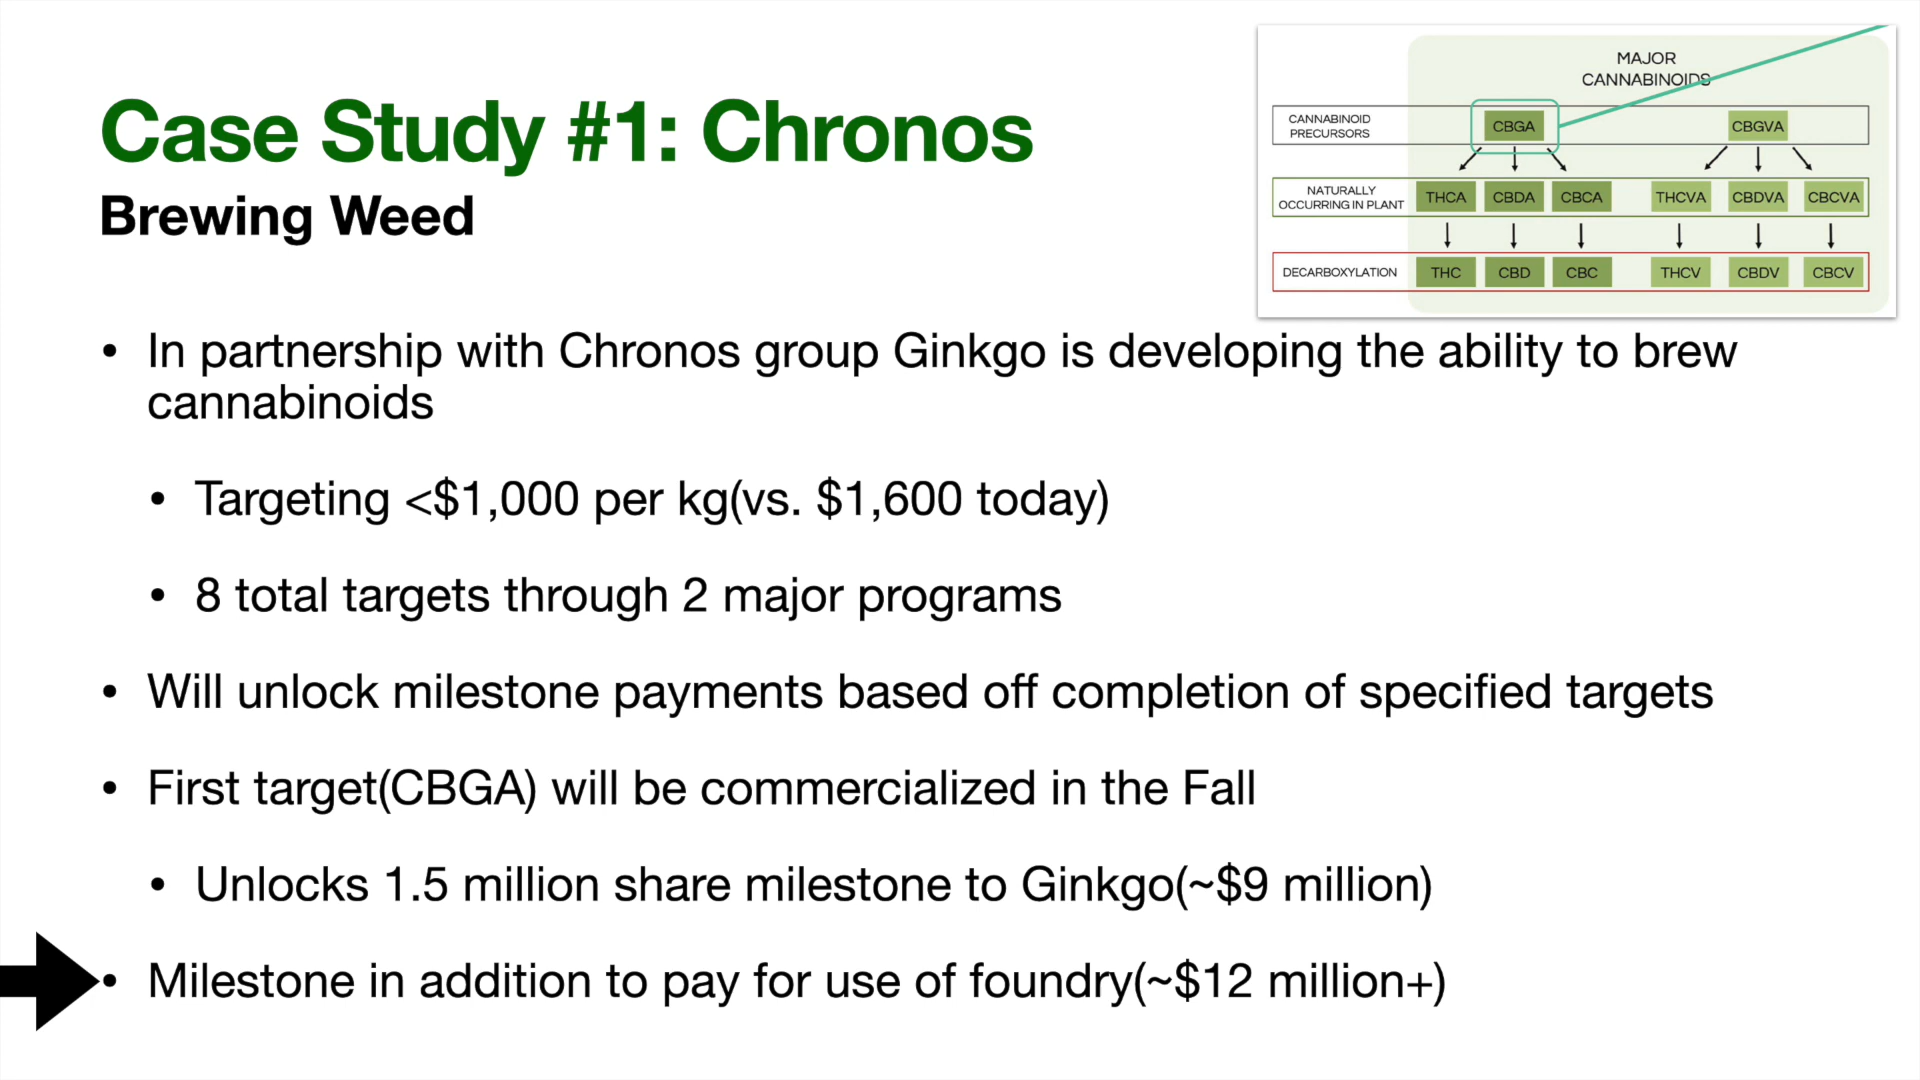 Case Study #1: Chronos
Brewing Weed
MAJOR
CANNABINOIDS
CANNABINOID
PRECURSORS
CBGA
CBGVA
NATURALLY
OCCURRING IN PLANT
THCA CBDA CBCA THCVA CBDVA CBCVA
DECARBOXYLATION THC CBD CBC THCV CBDV CBCV
• In partnership with Chronos group Ginkgo is developing the ability to brew
cannabinoids
• Targeting <$1,000 per kg(vs. $1,600 today)
• 8 total targets through 2 major programs
• Will unlock milestone payments based off completion of specified targets
• First target(CBGA) will be commercialized in the Fall
• Unlocks 1.5 million share milestone to Ginkgo(~$9 million)
• Milestone in addition to pay for use of foundry(~$12 million+)